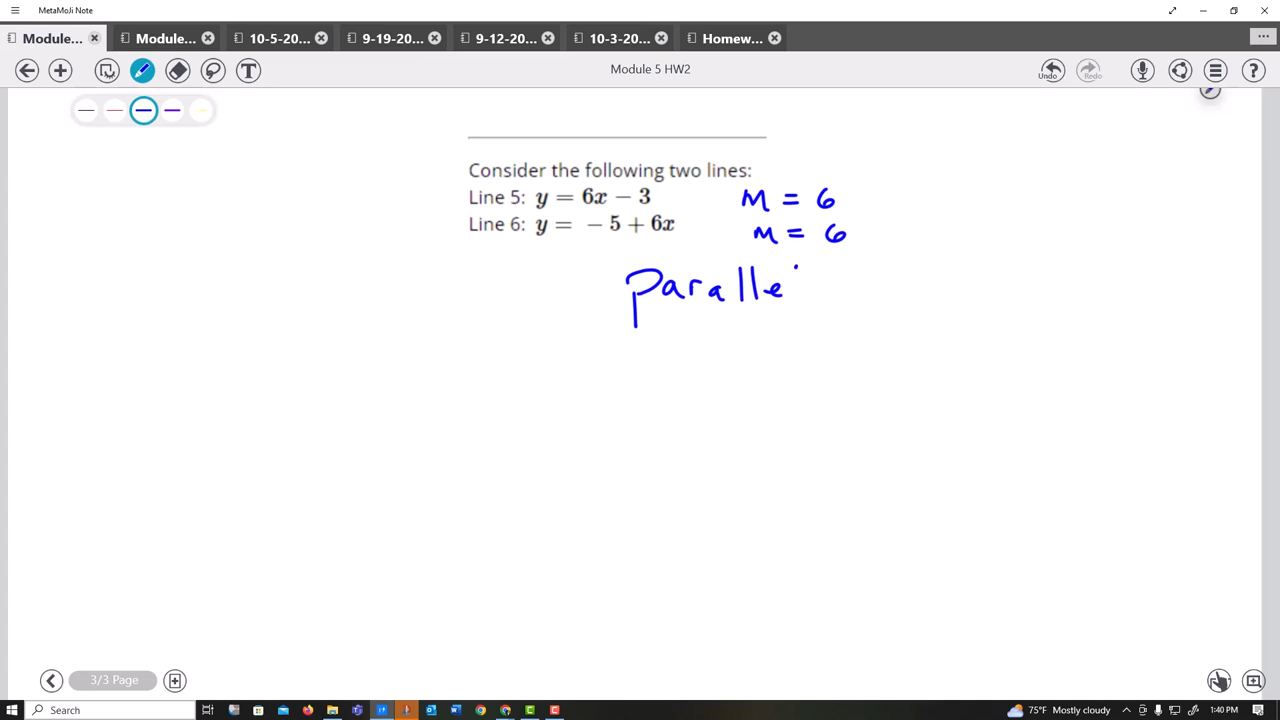 MetaMoJi Note
Module... Module... 10-5-20... 9-19-20... 9-12-20... 10-3-20... Homew...
Module 5 HW2
Undo Redo
Consider the following two lines:
Line 5: y = 6x − 3 m = 6
Line 6: y = − 5 + 6x m = 6
Paralle
3/3 Page
Search 75°F Mostly cloudy 1:40 PM